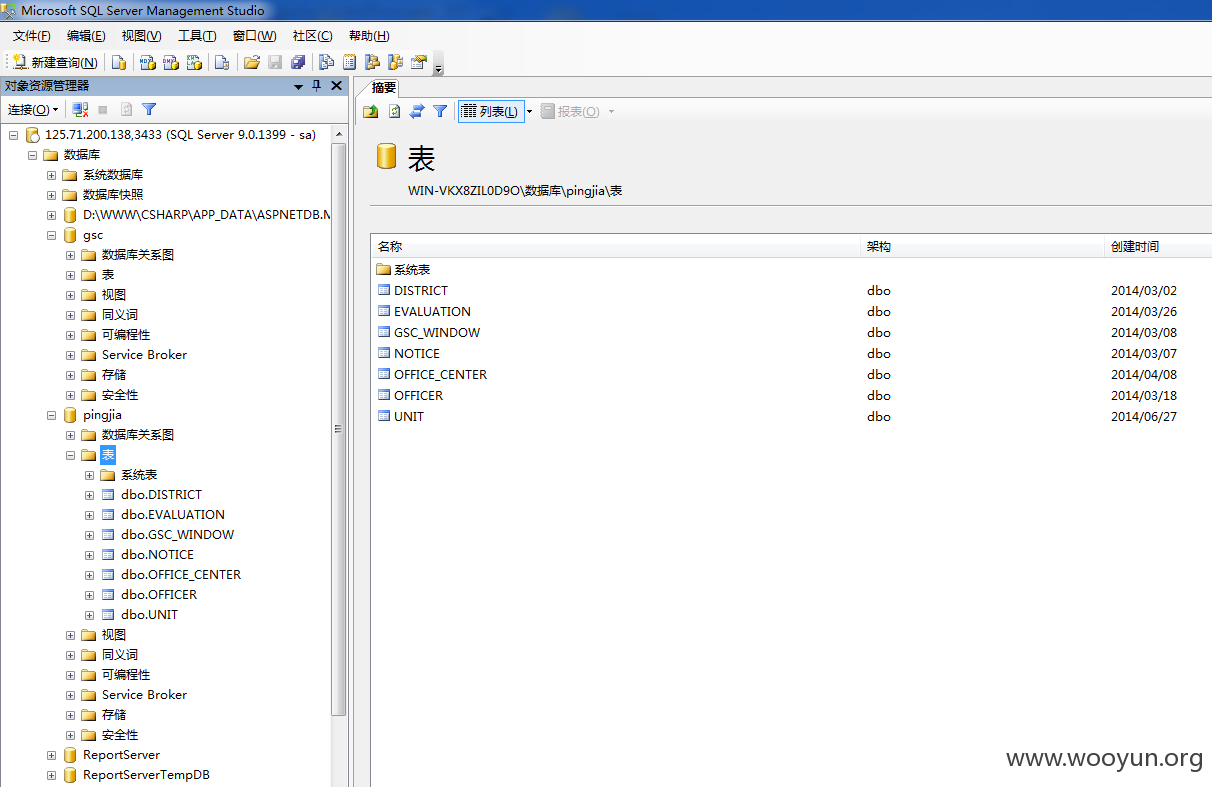 Microsoft SQL Server Management Studio
文件(F) 编辑(E) 视图(V) 工具(T) 窗口(W) 社区(C) 帮助(H)
新建查询(N)
对象资源管理器
连接(O)
125.71.200.138,3433 (SQL Server 9.0.1399 - sa)
数据库
系统数据库
数据库快照
D:\WWW\CSHARP\APP_DATA\ASPNETDB.M
gsc
数据库关系图
表
视图
同义词
可编程性
Service Broker
存储
安全性
pingjia
数据库关系图
表
系统表
dbo.DISTRICT
dbo.EVALUATION
dbo.GSC_WINDOW
dbo.NOTICE
dbo.OFFICE_CENTER
dbo.OFFICER
dbo.UNIT
视图
同义词
可编程性
Service Broker
存储
安全性
ReportServer
ReportServerTempDB
摘要
列表(L) 报表(O)
表
WIN-VKX8ZIL0D9O\数据库\pingjia\表
名称 架构 创建时间
系统表
DISTRICT dbo 2014/03/02
EVALUATION dbo 2014/03/26
GSC_WINDOW dbo 2014/03/08
NOTICE dbo 2014/03/07
OFFICE_CENTER dbo 2014/04/08
OFFICER dbo 2014/03/18
UNIT dbo 2014/06/27
www.wooyun.org